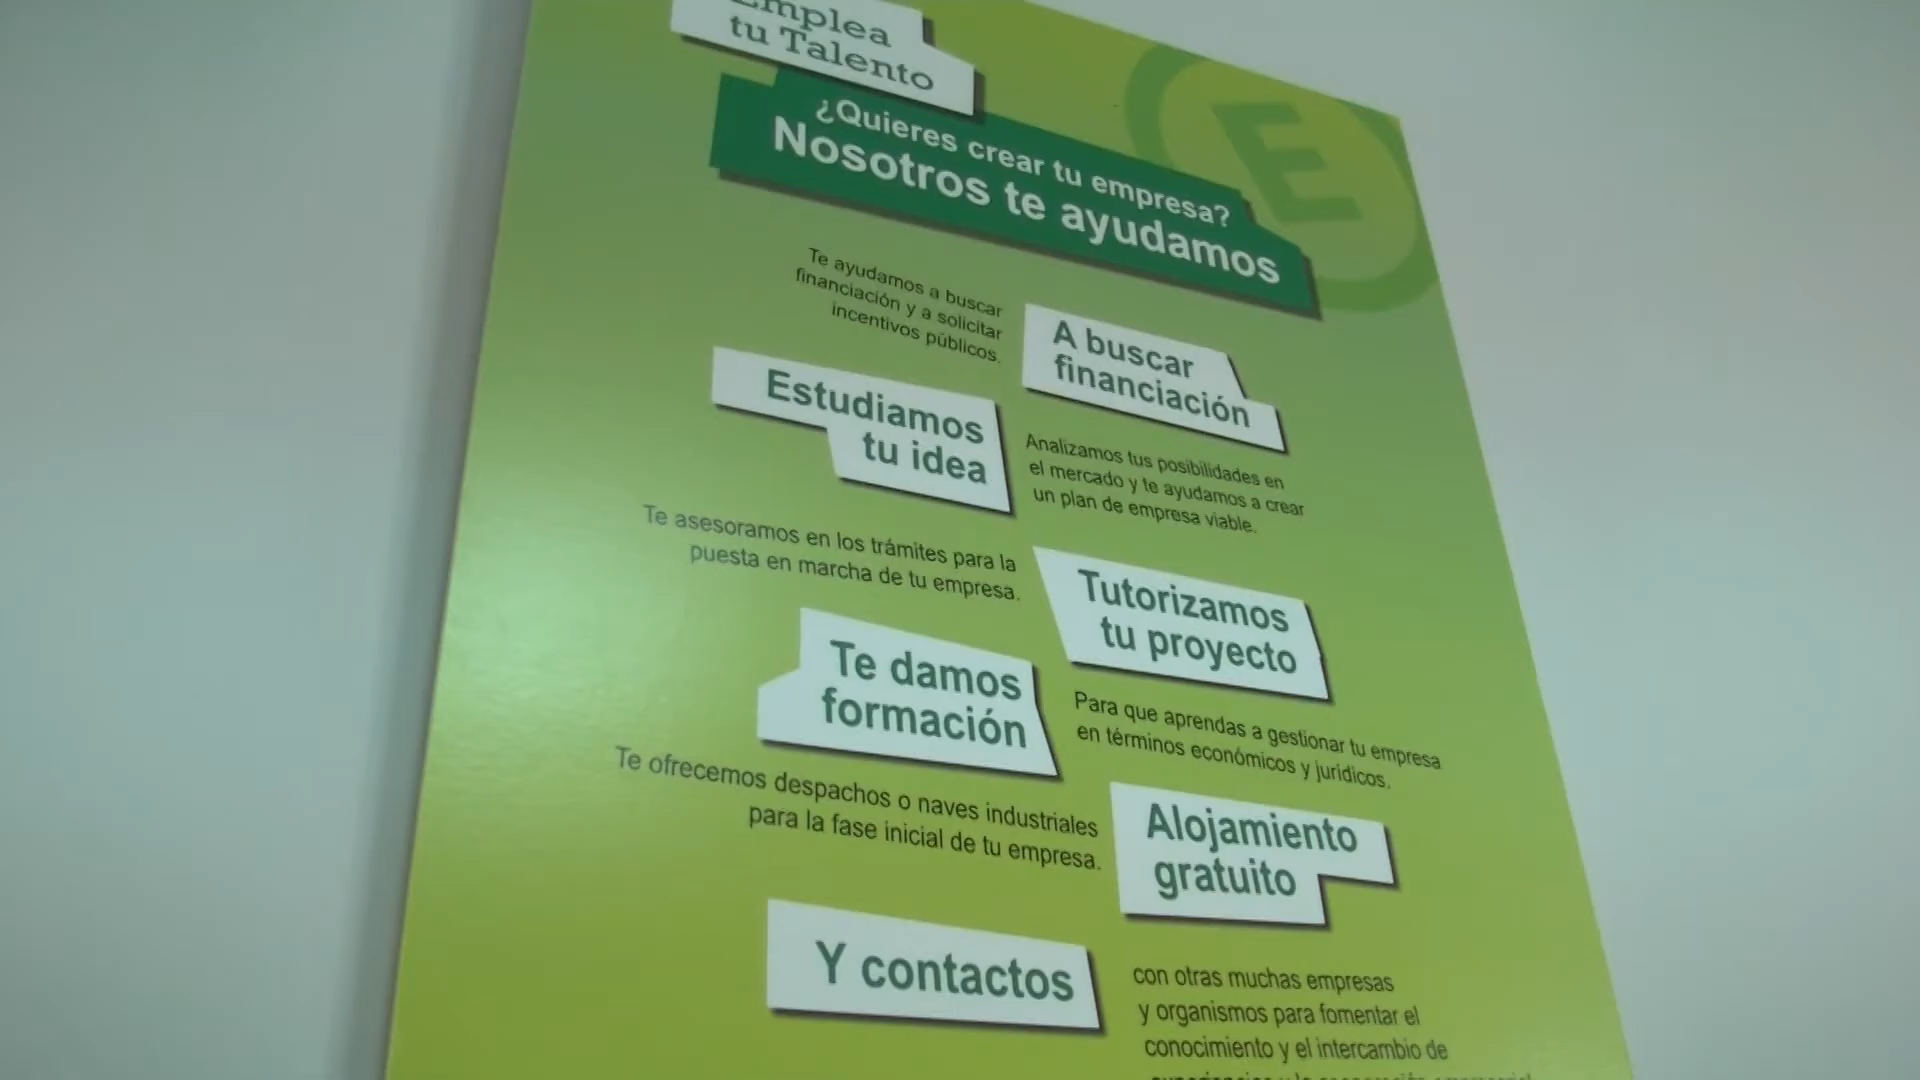 Emplea
tu Talento
¿Quieres crear tu empresa?
Nosotros te ayudamos
E
Te ayudamos a buscar
financiación y a solicitar
incentivos públicos.
A buscar
financiación
Estudiamos
tu idea
Analizamos tus posibilidades en
el mercado y te ayudamos a crear
un plan de empresa viable.
Te asesoramos en los trámites para la
puesta en marcha de tu empresa.
Tutorizamos
tu proyecto
Te damos
formación
Para que aprendas a gestionar tu empresa
en términos económicos y jurídicos.
Te ofrecemos despachos o naves industriales
para la fase inicial de tu empresa.
Alojamiento
gratuito
Y contactos
con otras muchas empresas
y organismos para fomentar el
conocimiento y el intercambio de